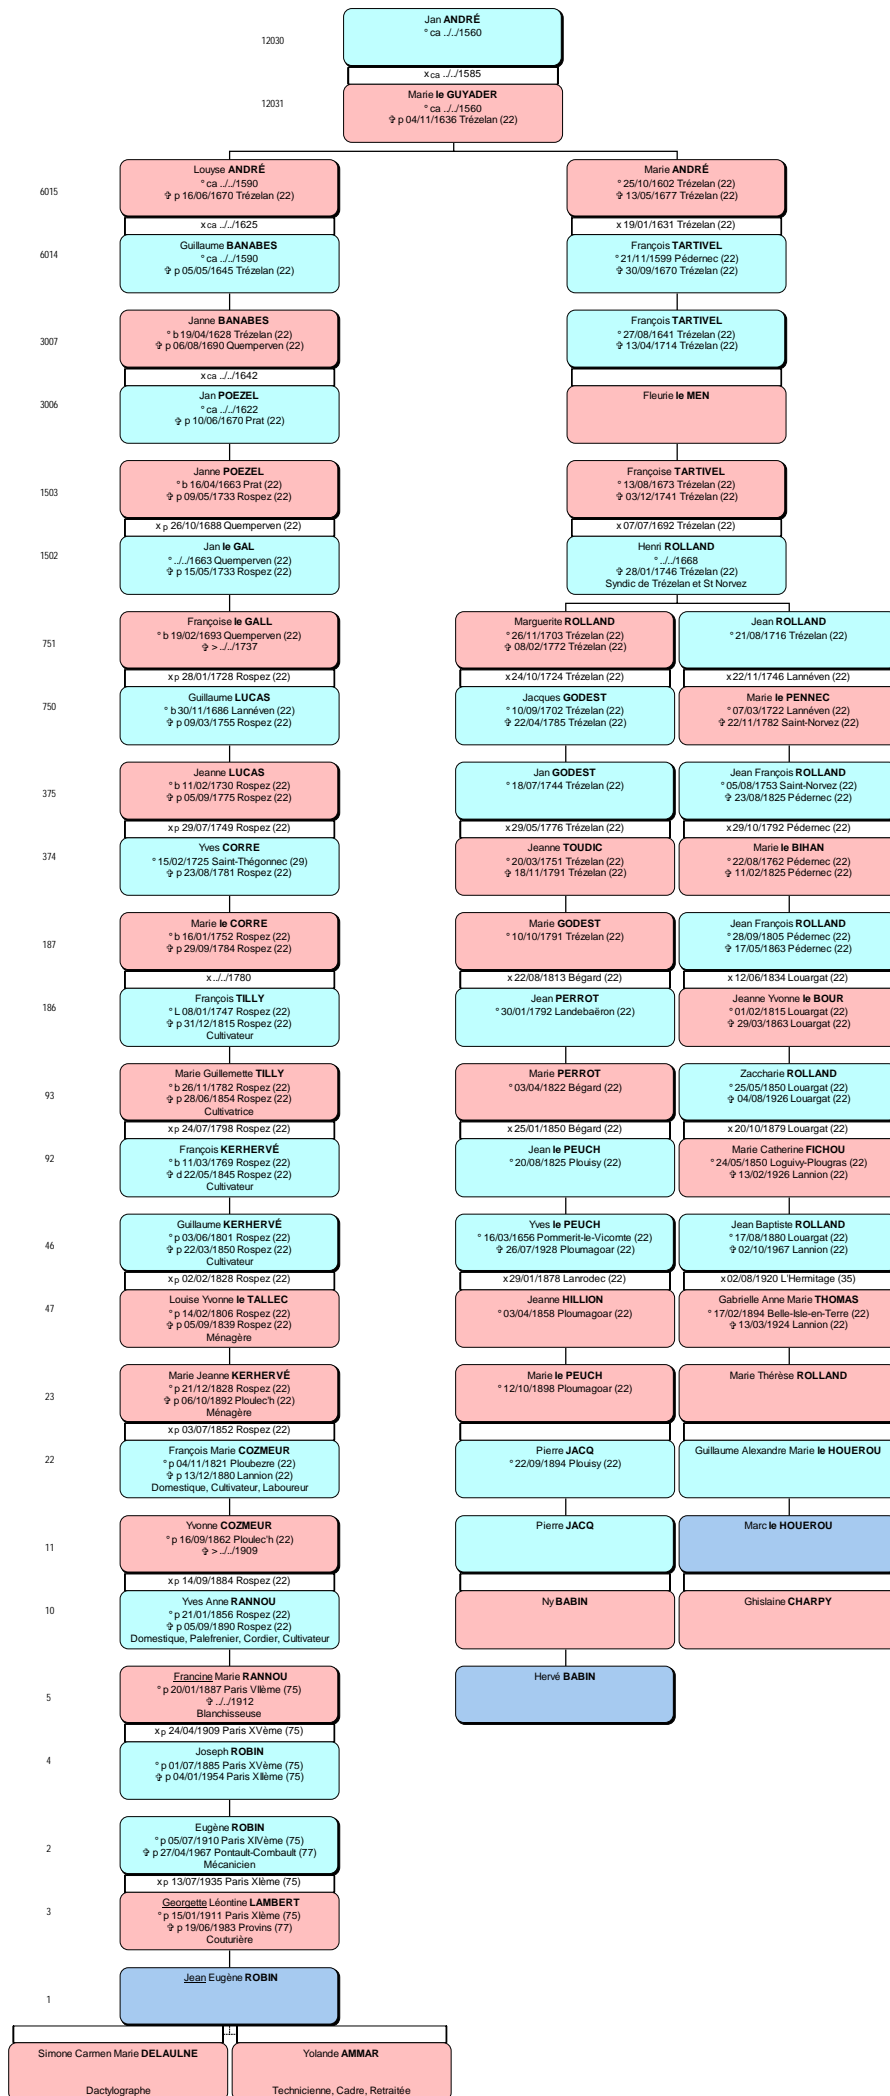 Jan ANDRÉ
° ca ../../1560
12030
x ca ../../1585
Marie le GUYADER
° ca ../../1560
✞ p 04/11/1636 Trézelan (22)
12031
Louyse ANDRÉ
° ca ../../1590
✞ p 16/06/1670 Trézelan (22)
6015
Marie ANDRÉ
° 25/10/1602 Trézelan (22)
✞ 13/05/1677 Trézelan (22)
x ca ../../1625
x 19/01/1631 Trézelan (22)
Guillaume BANABES
° ca ../../1590
✞ p 05/05/1645 Trézelan (22)
6014
François TARTIVEL
° 21/11/1599 Pédernec (22)
✞ 30/09/1670 Trézelan (22)
Janne BANABES
° b 19/04/1628 Trézelan (22)
✞ p 06/08/1690 Quemperven (22)
3007
François TARTIVEL
° 27/08/1641 Trézelan (22)
✞ 13/04/1714 Trézelan (22)
x ca ../../1642
Jan POEZEL
° ca ../../1622
✞ p 10/06/1670 Prat (22)
3006
Fleurie le MEN
Janne POEZEL
° b 16/04/1663 Prat (22)
✞ p 09/05/1733 Rospez (22)
1503
Françoise TARTIVEL
° 13/08/1673 Trézelan (22)
✞ 03/12/1741 Trézelan (22)
x p 26/10/1688 Quemperven (22)
x 07/07/1692 Trézelan (22)
Jan le GAL
° ../../1663 Quemperven (22)
✞ p 15/05/1733 Rospez (22)
1502
Henri ROLLAND
° ../../1668
✞ 28/01/1746 Trézelan (22)
Syndic de Trézelan et St Norvez
Françoise le GALL
° b 19/02/1693 Quemperven (22)
✞ > ../../1737
751
Marguerite ROLLAND
° 26/11/1703 Trézelan (22)
✞ 08/02/1772 Trézelan (22)
Jean ROLLAND
° 21/08/1716 Trézelan (22)
x p 28/01/1728 Rospez (22)
x 24/10/1724 Trézelan (22)
x 22/11/1746 Lannéven (22)
Guillaume LUCAS
° b 30/11/1686 Lannéven (22)
✞ p 09/03/1755 Rospez (22)
750
Jacques GODEST
° 10/09/1702 Trézelan (22)
✞ 22/04/1785 Trézelan (22)
Marie le PENNEC
° 07/03/1722 Lannéven (22)
✞ 22/11/1782 Saint-Norvez (22)
Jeanne LUCAS
° b 11/02/1730 Rospez (22)
✞ p 05/09/1775 Rospez (22)
375
Jan GODEST
° 18/07/1744 Trézelan (22)
Jean François ROLLAND
° 05/08/1753 Saint-Norvez (22)
✞ 23/08/1825 Pédernec (22)
x p 29/07/1749 Rospez (22)
x 29/05/1776 Trézelan (22)
x 29/10/1792 Pédernec (22)
Yves CORRE
° 15/02/1725 Saint-Thégonnec (29)
✞ p 23/08/1781 Rospez (22)
374
Jeanne TOUDIC
° 20/03/1751 Trézelan (22)
✞ 18/11/1791 Trézelan (22)
Marie le BIHAN
° 22/08/1762 Pédernec (22)
✞ 11/02/1825 Pédernec (22)
Marie le CORRE
° b 16/01/1752 Rospez (22)
✞ p 29/09/1784 Rospez (22)
187
Marie GODEST
° 10/10/1791 Trézelan (22)
Jean François ROLLAND
° 28/09/1805 Pédernec (22)
✞ 17/05/1863 Pédernec (22)
x ../../1780
x 22/08/1813 Bégard (22)
x 12/06/1834 Louargat (22)
François TILLY
° L 08/01/1747 Rospez (22)
✞ p 31/12/1815 Rospez (22)
Cultivateur
186
Jean PERROT
° 30/01/1792 Landebaëron (22)
Jeanne Yvonne le BOUR
° 01/02/1815 Louargat (22)
✞ 29/03/1863 Louargat (22)
Marie Guillemette TILLY
° b 26/11/1782 Rospez (22)
✞ p 28/06/1854 Rospez (22)
Cultivatrice
93
Marie PERROT
° 03/04/1822 Bégard (22)
Zaccharie ROLLAND
° 25/05/1850 Louargat (22)
✞ 04/08/1926 Louargat (22)
x p 24/07/1798 Rospez (22)
x 25/01/1850 Bégard (22)
x 20/10/1879 Louargat (22)
François KERHERVÉ
° b 11/03/1769 Rospez (22)
✞ d 22/05/1845 Rospez (22)
Cultivateur
92
Jean le PEUCH
° 20/08/1825 Plouisy (22)
Marie Catherine FICHOU
° 24/05/1850 Loguivy-Plougras (22)
✞ 13/02/1926 Lannion (22)
Guillaume KERHERVÉ
° p 03/06/1801 Rospez (22)
✞ p 22/03/1850 Rospez (22)
Cultivateur
46
Yves le PEUCH
° 16/03/1656 Pommerit-le-Vicomte (22)
✞ 26/07/1928 Ploumagoar (22)
Jean Baptiste ROLLAND
° 17/08/1880 Louargat (22)
✞ 02/10/1967 Lannion (22)
x p 02/02/1828 Rospez (22)
x 29/01/1878 Lanrodec (22)
x 02/08/1920 L'Hermitage (35)
Louise Yvonne le TALLEC
° p 14/02/1806 Rospez (22)
✞ p 05/09/1839 Rospez (22)
Ménagère
47
Jeanne HILLION
° 03/04/1858 Ploumagoar (22)
Gabrielle Anne Marie THOMAS
° 17/02/1894 Belle-Isle-en-Terre (22)
✞ 13/03/1924 Lannion (22)
Marie Jeanne KERHERVÉ
° p 21/12/1828 Rospez (22)
✞ p 06/10/1892 Ploulec'h (22)
Ménagère
23
Marie le PEUCH
° 12/10/1898 Ploumagoar (22)
Marie Thérèse ROLLAND
x p 03/07/1852 Rospez (22)
François Marie COZMEUR
° p 04/11/1821 Ploubezre (22)
✞ p 13/12/1880 Lannion (22)
Domestique, Cultivateur, Laboureur
22
Pierre JACQ
° 22/09/1894 Plouisy (22)
Guillaume Alexandre Marie le HOUEROU
Yvonne COZMEUR
° p 16/09/1862 Ploulec'h (22)
✞ > ../../1909
11
Pierre JACQ
Marc le HOUEROU
x p 14/09/1884 Rospez (22)
Yves Anne RANNOU
° p 21/01/1856 Rospez (22)
✞ p 05/09/1890 Rospez (22)
Domestique, Palefrenier, Cordier, Cultivateur
10
Ny BABIN
Ghislaine CHARPY
Francine Marie RANNOU
° p 20/01/1887 Paris VIIème (75)
✞ ../../1912
Blanchisseuse
5
Hervé BABIN
x p 24/04/1909 Paris XVème (75)
Joseph ROBIN
° p 01/07/1885 Paris XVème (75)
✞ p 04/01/1954 Paris XIIème (75)
4
Eugène ROBIN
° p 05/07/1910 Paris XIVème (75)
✞ p 27/04/1967 Pontault-Combault (77)
Mécanicien
2
x p 13/07/1935 Paris XIème (75)
Georgette Léontine LAMBERT
° p 15/01/1911 Paris XIème (75)
✞ p 19/06/1983 Provins (77)
Couturière
3
Jean Eugène ROBIN
1
Simone Carmen Marie DELAULNE
Dactylographe
Yolande AMMAR
Technicienne, Cadre, Retraitée